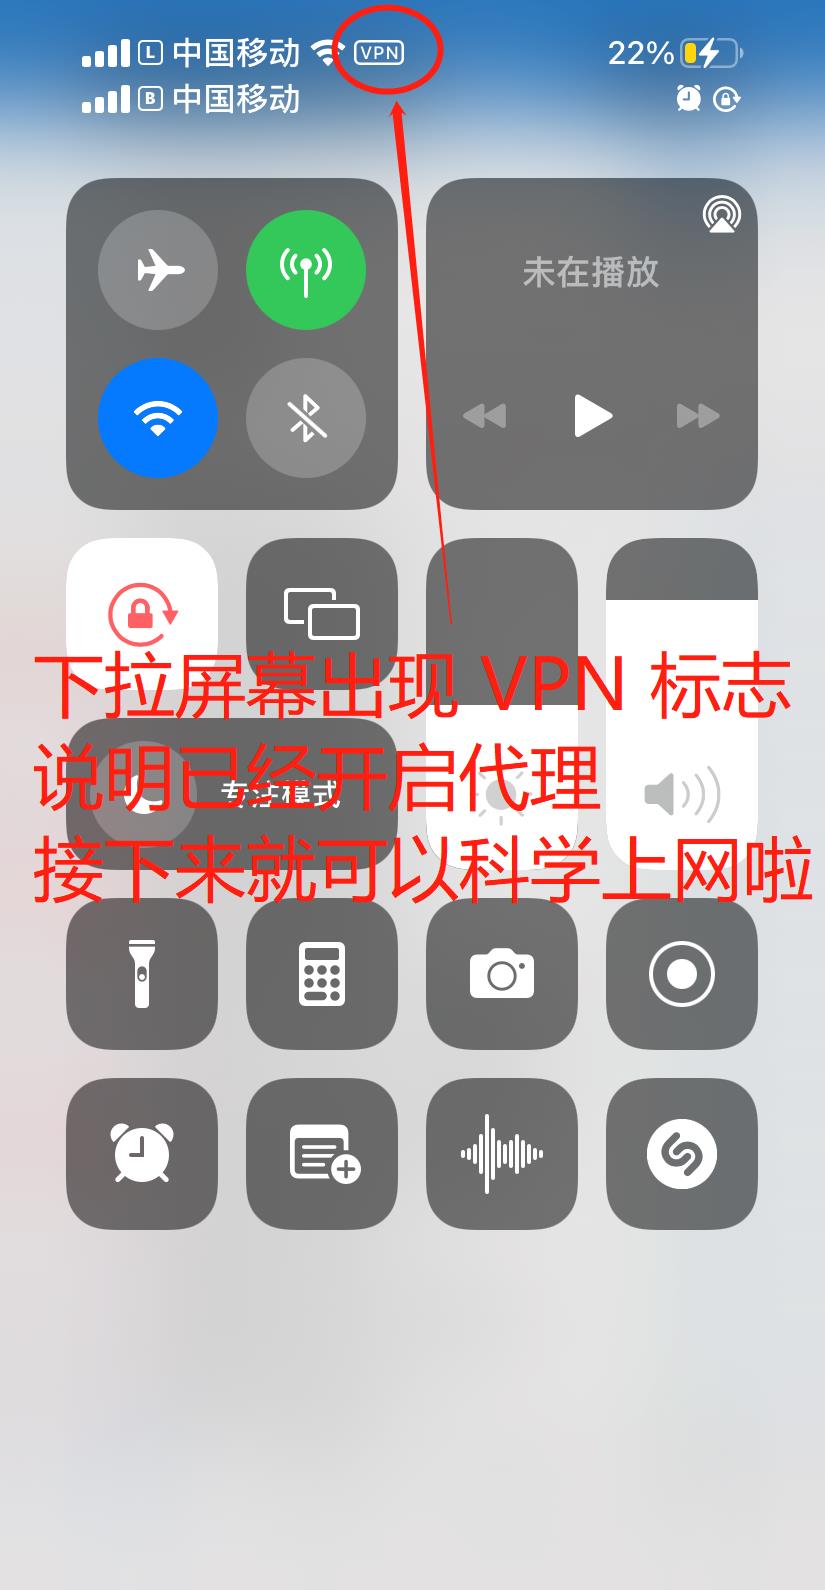 L 中国移动 VPN 22%
B 中国移动
未在播放
下拉屏幕出现 VPN 标志
说明已经开启代理
专注模式
接下来就可以科学上网啦